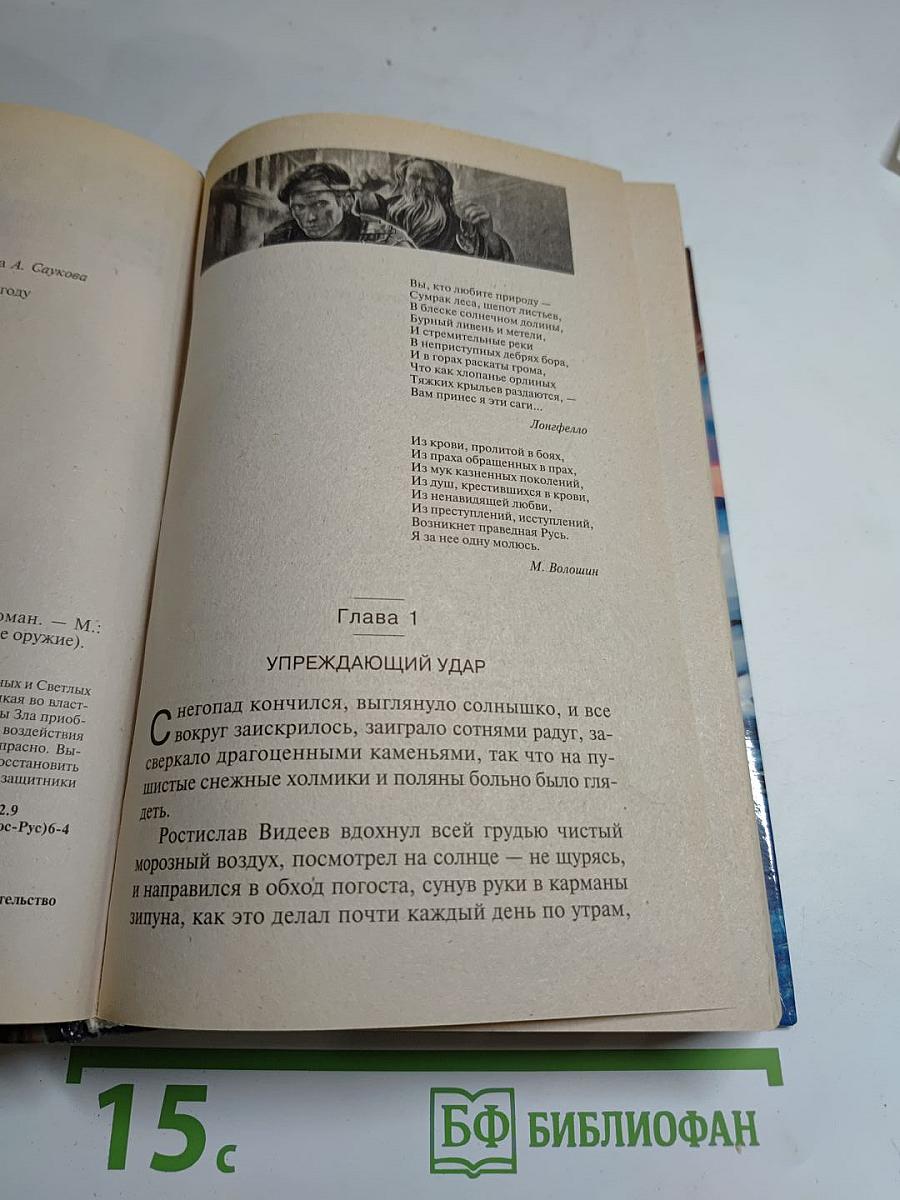 а А. Саукова
году
оман. — М.:
е оружие).
ных и Светлых
кая во власт-
ы Зла приоб-
воздействия
прасно. Вы-
осстановить
защитники
2.9
ос-Рус)6-4
тельство
Вы, кто любите природу —
Сумрак леса, шепот листьев,
В блеске солнечном долины,
Бурный ливень и метели,
И стремительные реки
В неприступных дебрях бора,
И в горах раскаты грома,
Что как хлопанье орлиных
Тяжких крыльев раздаются, —
Вам принес я эти саги...
Лонгфелло
Из крови, пролитой в боях,
Из праха обращенных в прах,
Из мук казненных поколений,
Из душ, крестившихся в крови,
Из ненавидящей любви,
Из преступлений, исступлений,
Возникнет праведная Русь.
Я за нее одну молюсь.
М. Волошин
Глава 1
УПРЕЖДАЮЩИЙ УДАР
Снегопад кончился, выглянуло солнышко, и все
вокруг заискрилось, заиграло сотнями радуг, за-
сверкало драгоценными каменьями, так что на пу-
шистые снежные холмики и поляны больно было гля-
деть.
Ростислав Видеев вдохнул всей грудью чистый
морозный воздух, посмотрел на солнце — не щурясь,
и направился в обход погоста, сунув руки в карманы
зипуна, как это делал почти каждый день по утрам,
15 с
БФ БИБЛИОФАН